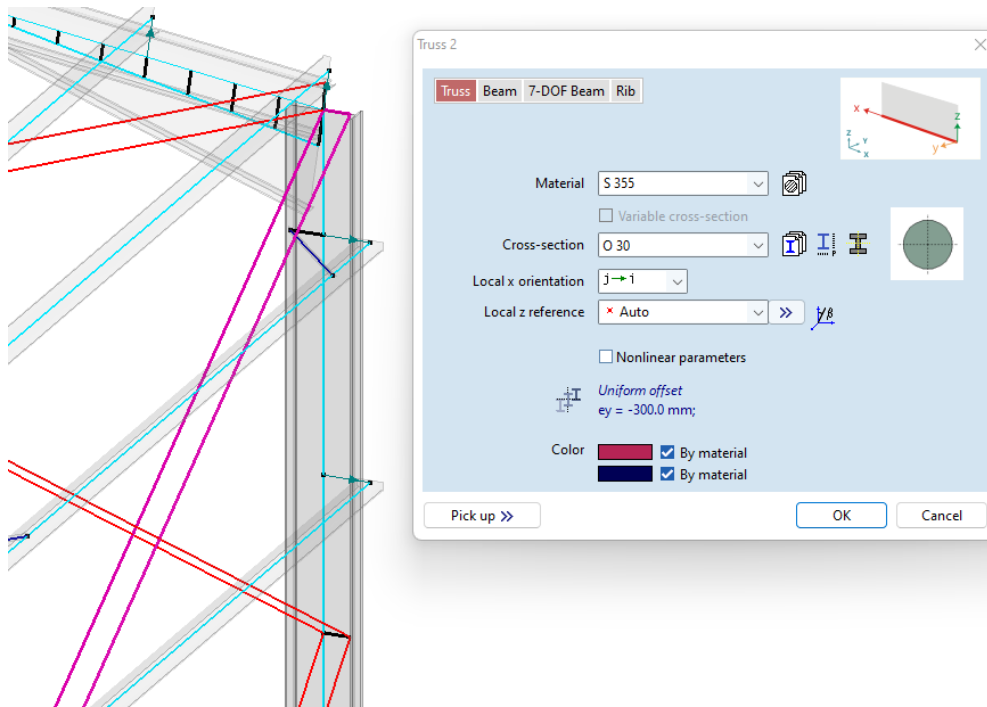 Truss 2
Truss Beam 7-DOF Beam Rib
x
z
y
z
Y
x
Material S 355
Variable cross-section
Cross-section O 30
Local x orientation j→i
Local z reference × Auto
Nonlinear parameters
Uniform offset
ey = -300.0 mm;
Color By material
By material
Pick up >>
OK
Cancel